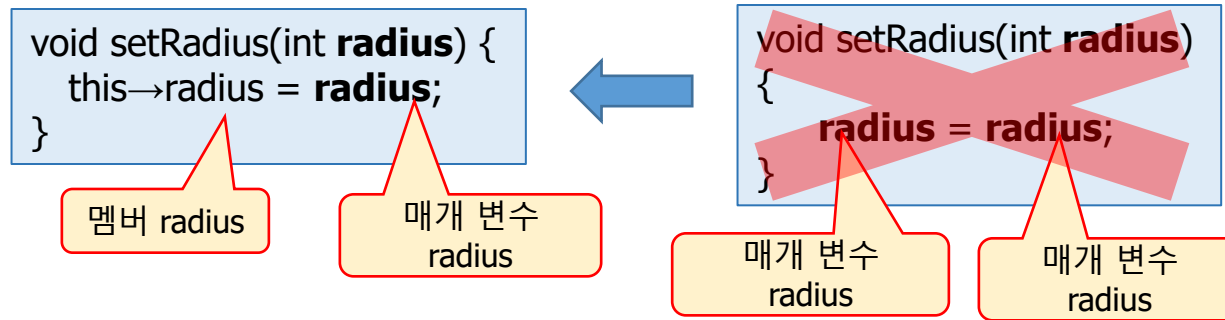 void setRadius(int radius) {
this→radius = radius;
}
멤버 radius
매개 변수
radius
void setRadius(int radius)
{
radius = radius;
}
매개 변수
radius
매개 변수
radius